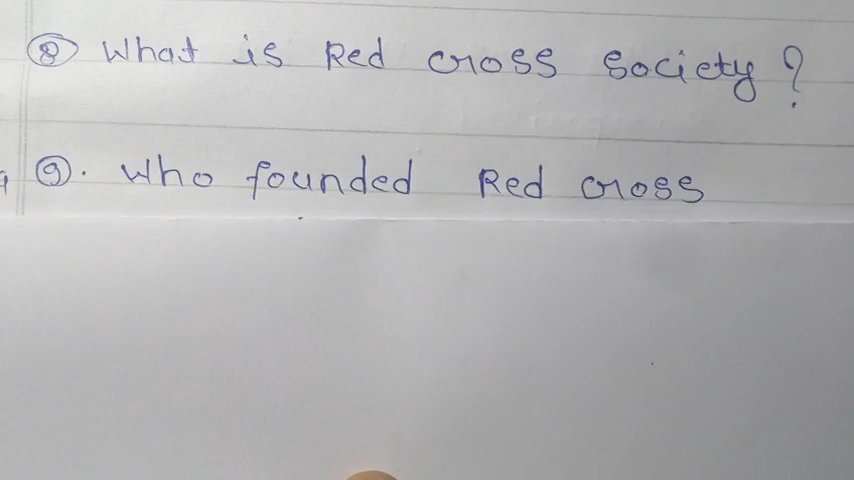 ⑧ What is Red cross society?
⑨. Who founded Red cross